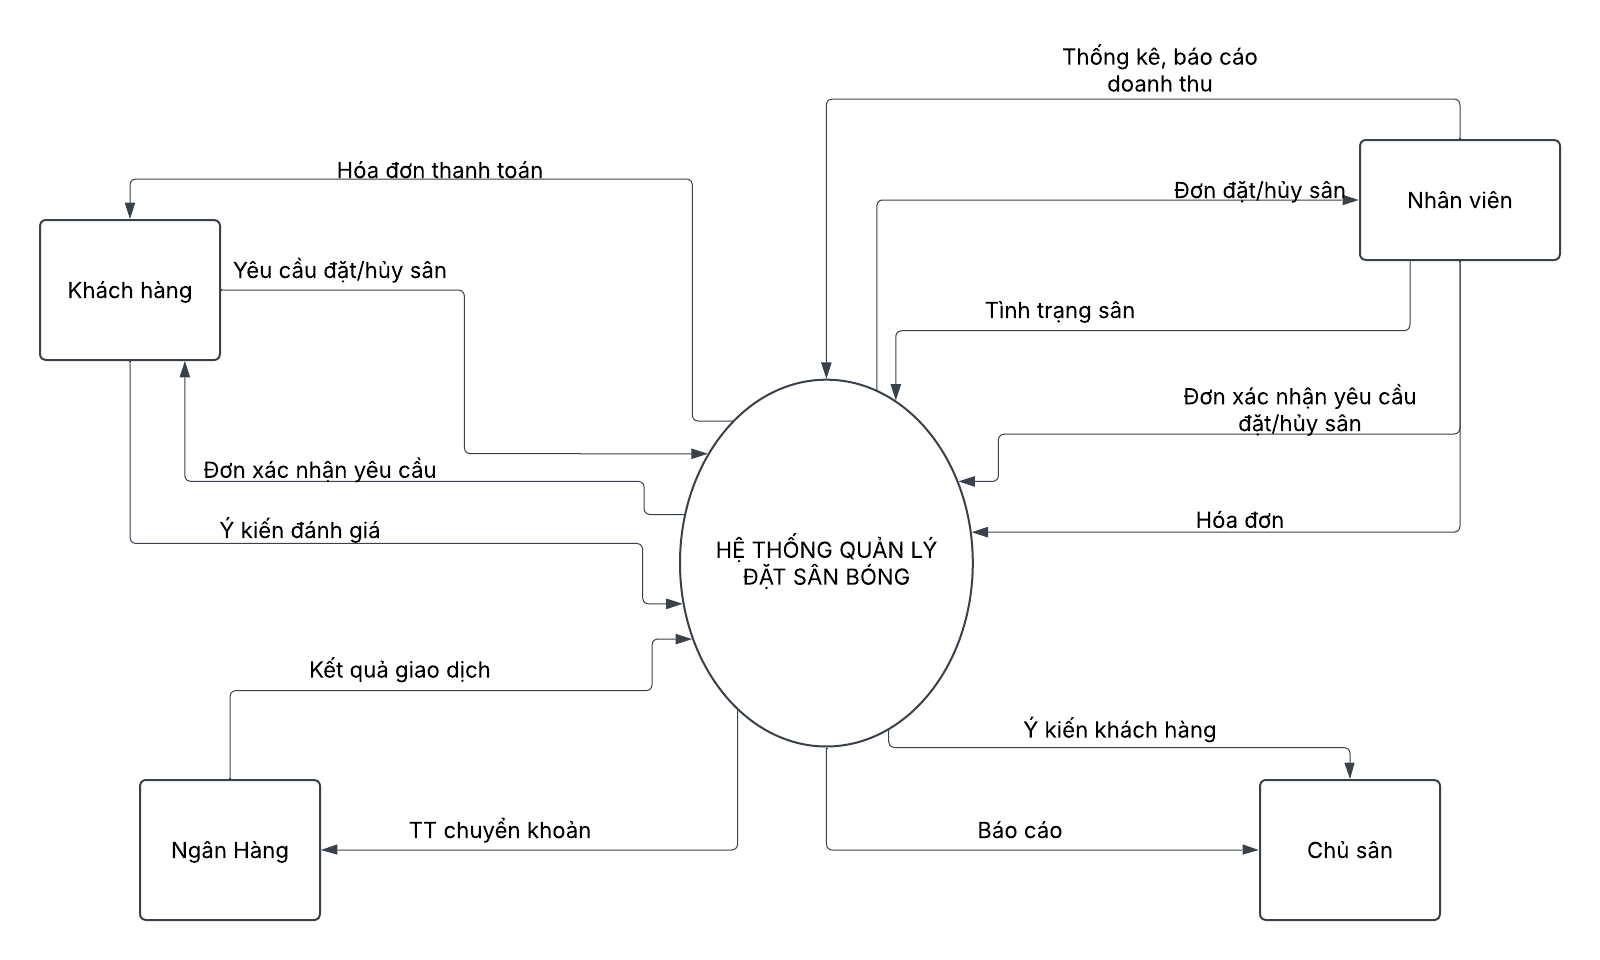 Thống kê, báo cáo
doanh thu
Hóa đơn thanh toán
Đơn đặt/hủy sân
Nhân viên
Yêu cầu đặt/hủy sân
Khách hàng
Tình trạng sân
Đơn xác nhận yêu cầu
đặt/hủy sân
Đơn xác nhận yêu cầu
Ý kiến đánh giá
Hóa đơn
HỆ THỐNG QUẢN LÝ
ĐẶT SÂN BÓNG
Kết quả giao dịch
Ý kiến khách hàng
TT chuyển khoản
Báo cáo
Ngân Hàng
Chủ sân